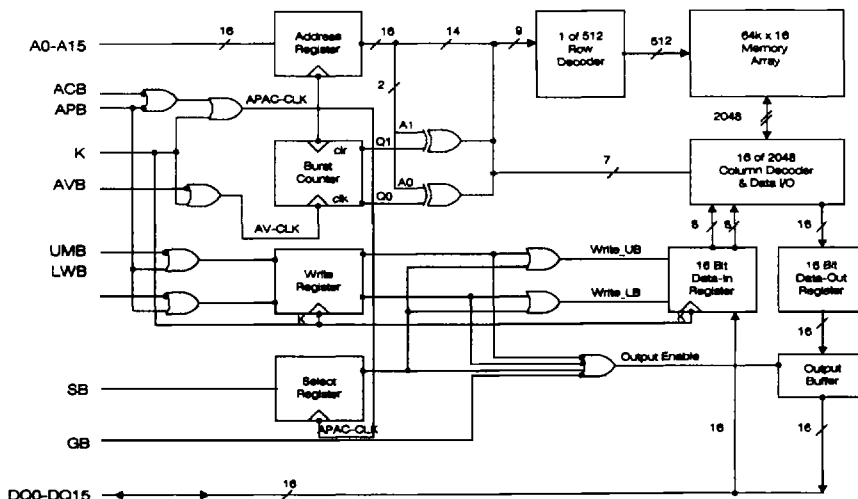 A0-A15
16
Address
Register
16
14
9
1 of 512
Row
Decoder
512
64k x 16
Memory
Array
2
ACB
APB
APAC-CLK
K
AVB
AV-CLK
clr
Burst
Counter
clk
Q1
Q0
A1
A0
2048
7
16 of 2048
Column Decoder
& Data I/O
8
8
16
UMB
LWB
Write
Register
K
Write_UB
Write_LB
16 Bit
Data-In
Register
K
16 Bit
Data-Out
Register
16
SB
Select
Register
APAC-CLK
Output Enable
Output
Buffer
GB
16
16
DQ0-DQ15
16